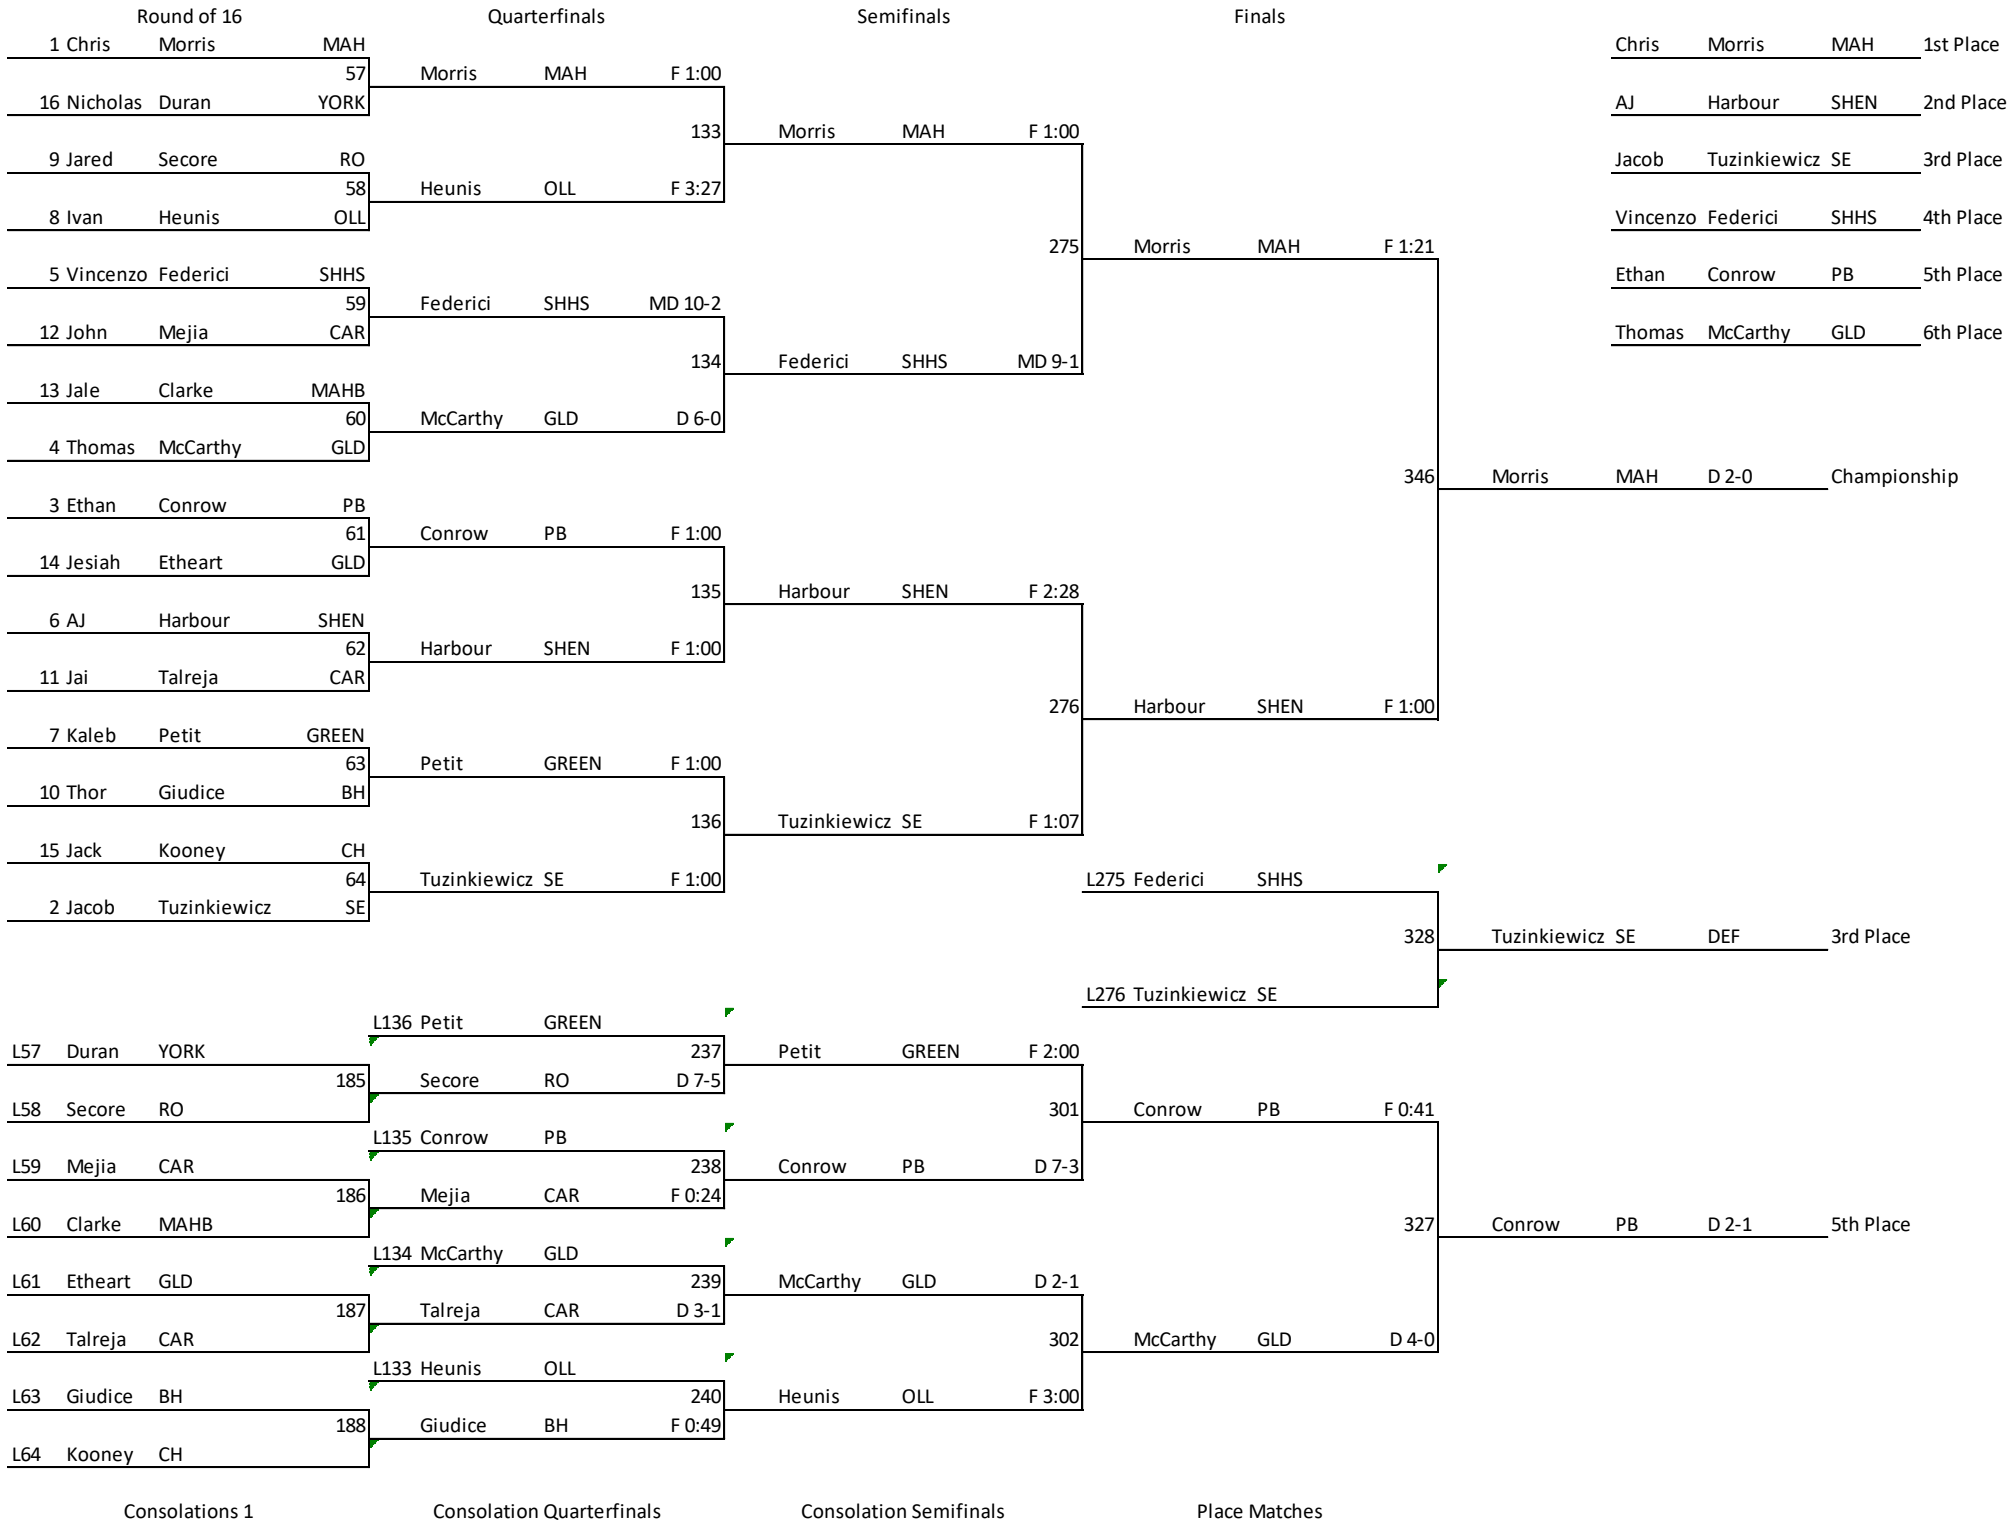 Round of 16 Quarterfinals Semifinals Finals
1 Chris Morris MAH Chris Morris MAH 1st Place
57 Morris MAH F 1:00
16 Nicholas Duran YORK AJ Harbour SHEN 2nd Place
133 Morris MAH F 1:00
9 Jared Secore RO Jacob Tuzinkiewicz SE 3rd Place
58 Heunis OLL F 3:27
8 Ivan Heunis OLL Vincenzo Federici SHHS 4th Place
275 Morris MAH F 1:21
5 Vincenzo Federici SHHS Ethan Conrow PB 5th Place
59 Federici SHHS MD 10-2
12 John Mejia CAR Thomas McCarthy GLD 6th Place
134 Federici SHHS MD 9-1
13 Jale Clarke MAHB
60 McCarthy GLD D 6-0
4 Thomas McCarthy GLD
346 Morris MAH D 2-0 Championship
3 Ethan Conrow PB
61 Conrow PB F 1:00
14 Jesiah Etheart GLD
135 Harbour SHEN F 2:28
6 AJ Harbour SHEN
62 Harbour SHEN F 1:00
11 Jai Talreja CAR
276 Harbour SHEN F 1:00
7 Kaleb Petit GREEN
63 Petit GREEN F 1:00
10 Thor Giudice BH
136 Tuzinkiewicz SE F 1:07
15 Jack Kooney CH
64 Tuzinkiewicz SE F 1:00 L275 Federici SHHS
2 Jacob Tuzinkiewicz SE
328 Tuzinkiewicz SE DEF 3rd Place
L276 Tuzinkiewicz SE
L136 Petit GREEN
L57 Duran YORK 237 Petit GREEN F 2:00
185 Secore RO D 7-5
L58 Secore RO 301 Conrow PB F 0:41
L135 Conrow PB
L59 Mejia CAR 238 Conrow PB D 7-3
186 Mejia CAR F 0:24
L60 Clarke MAHB 327 Conrow PB D 2-1 5th Place
L134 McCarthy GLD
L61 Etheart GLD 239 McCarthy GLD D 2-1
187 Talreja CAR D 3-1
L62 Talreja CAR 302 McCarthy GLD D 4-0
L133 Heunis OLL
L63 Giudice BH 240 Heunis OLL F 3:00
188 Giudice BH F 0:49
L64 Kooney CH
Consolations 1 Consolation Quarterfinals Consolation Semifinals Place Matches